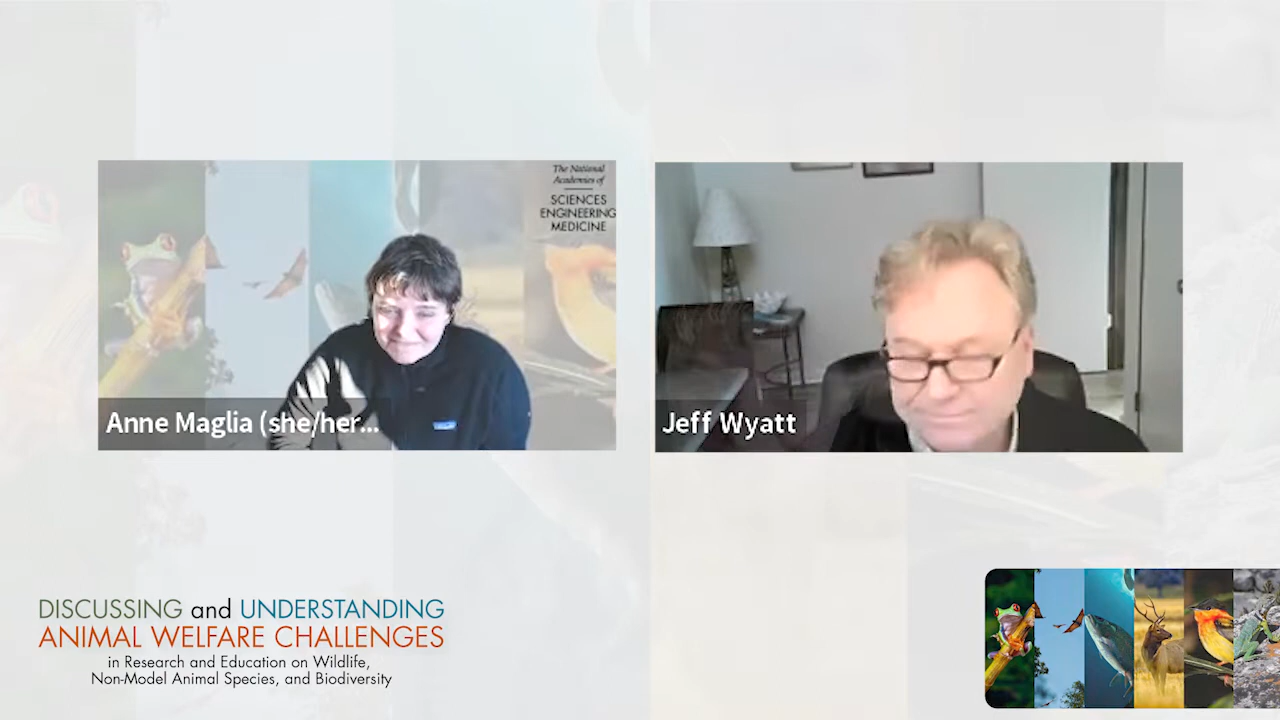 The National
Academies of
SCIENCES
ENGINEERING
MEDICINE
Anne Maglia (she/her...
Jeff Wyatt
DISCUSSING and UNDERSTANDING
ANIMAL WELFARE CHALLENGES
in Research and Education on Wildlife,
Non-Model Animal Species, and Biodiversity